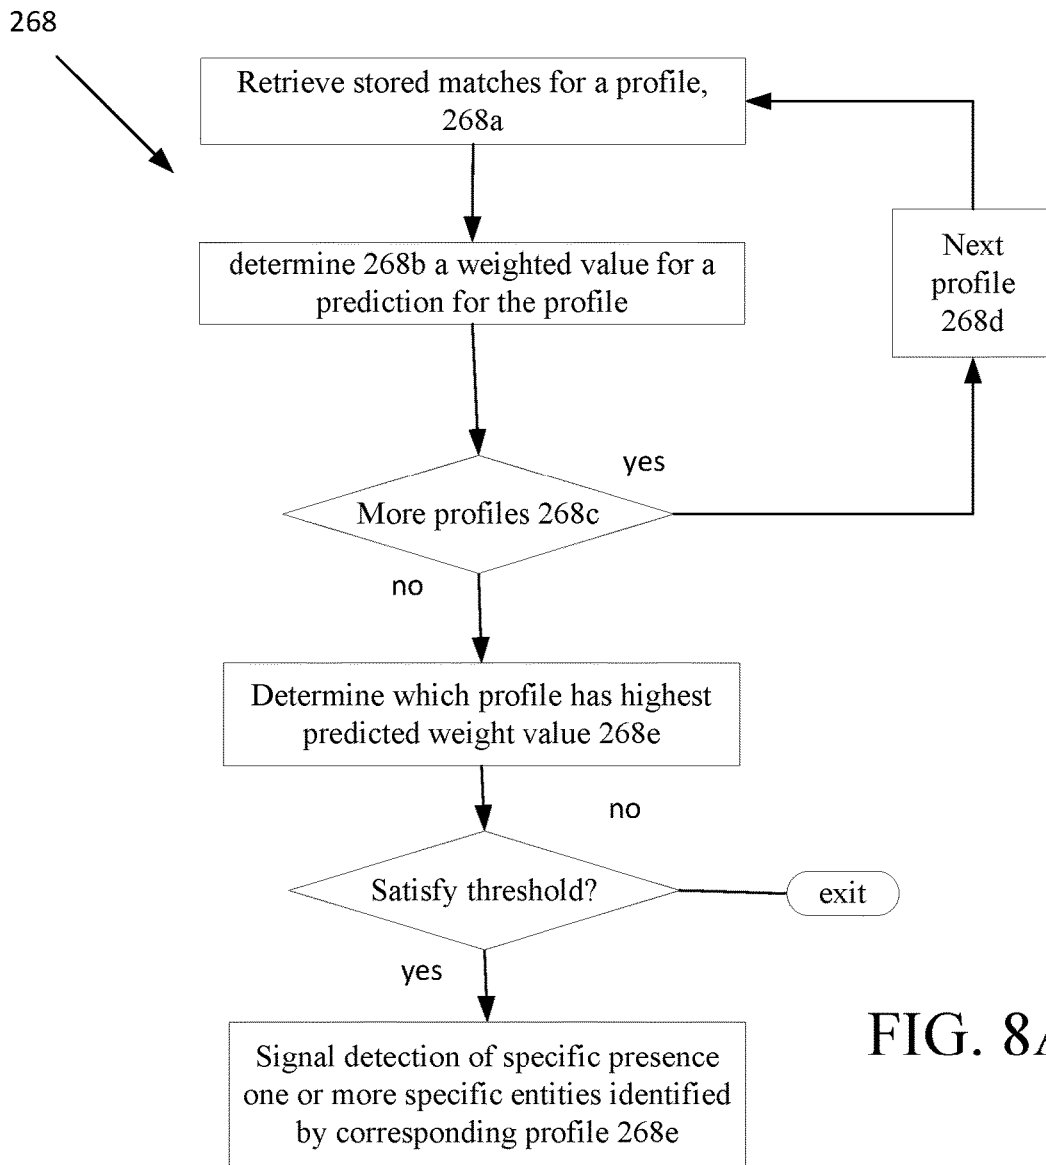 268
Retrieve stored matches for a profile,
268a
determine 268b a weighted value for a
prediction for the profile
Next
profile
268d
yes
More profiles 268c
no
Determine which profile has highest
predicted weight value 268e
no
Satisfy threshold?
exit
yes
Signal detection of specific presence
one or more specific entities identified
by corresponding profile 268e
FIG. 8A